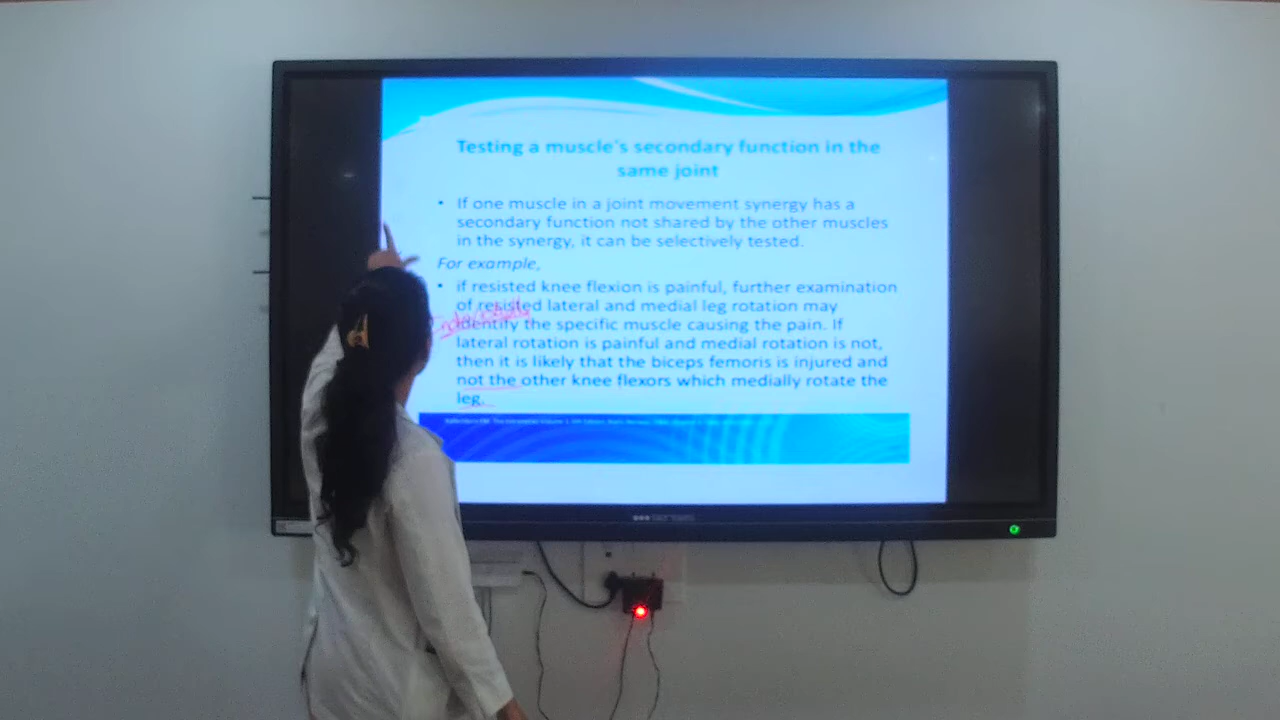 Testing a muscle's secondary function in the
same joint
• If one muscle in a joint movement synergy has a
secondary function not shared by the other muscles
in the synergy, it can be selectively tested.
For example,
• if resisted knee flexion is painful, further examination
of resisted lateral and medial leg rotation may
identify the specific muscle causing the pain. If
lateral rotation is painful and medial rotation is not,
then it is likely that the biceps femoris is injured and
not the other knee flexors which medially rotate the
leg.